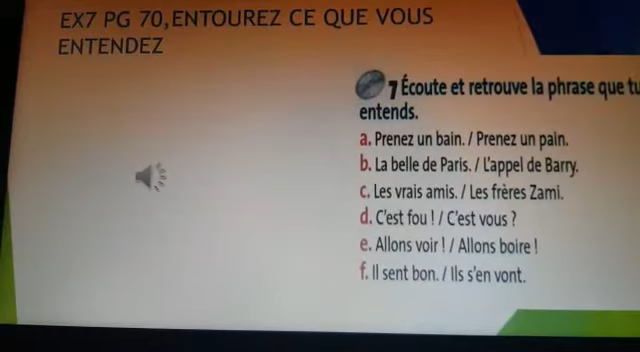 EX7 PG 70,ENTOUREZ CE QUE VOUS
ENTENDEZ
7 Écoute et retrouve la phrase que tu
entends.
a. Prenez un bain. / Prenez un pain.
b. La belle de Paris. / L'appel de Barry.
c. Les vrais amis. / Les frères Zami.
d. C'est fou ! / C'est vous ?
e. Allons voir ! / Allons boire !
f. Il sent bon. / Ils s'en vont.